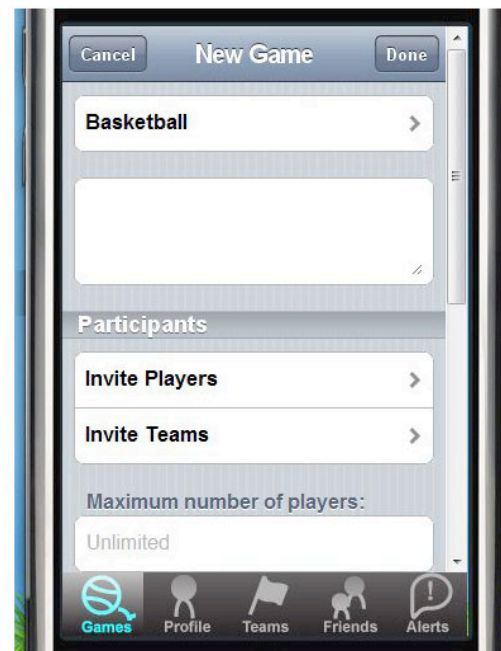 Cancel New Game Done
Basketball
Participants
Invite Players
Invite Teams
Maximum number of players:
Unlimited
Games Profile Teams Friends Alerts